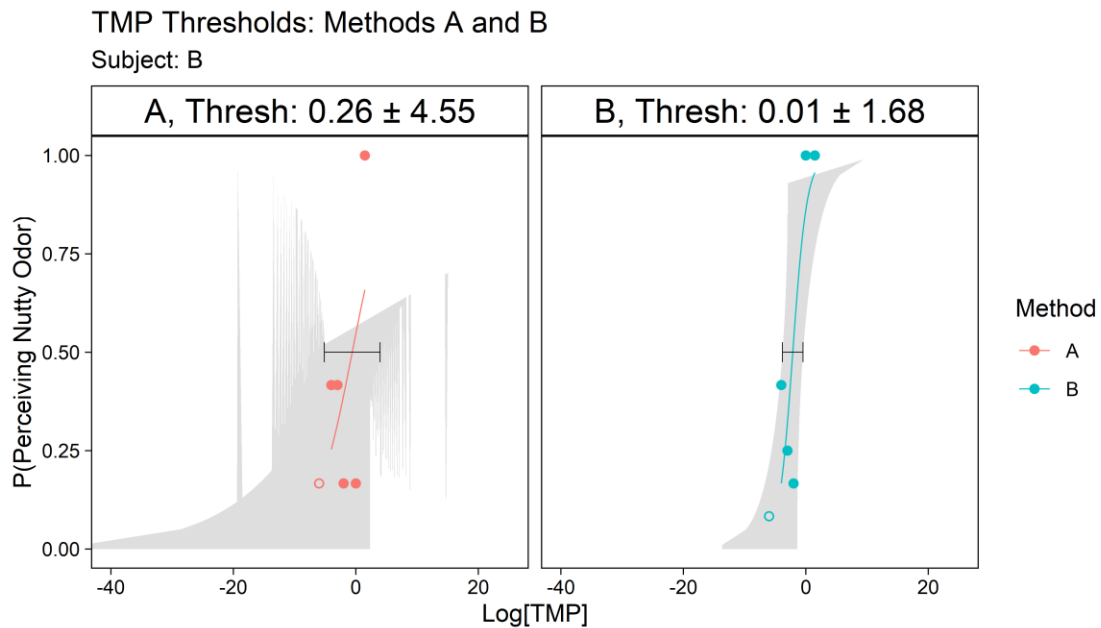 TMP Thresholds: Methods A and B
Subject: B
A, Thresh: 0.26 ± 4.55
B, Thresh: 0.01 ± 1.68
P(Perceiving Nutty Odor)
1.00
0.75
0.50
0.25
0.00
-40 -20 0 20
-40 -20 0 20
Log[TMP]
Method
A
B